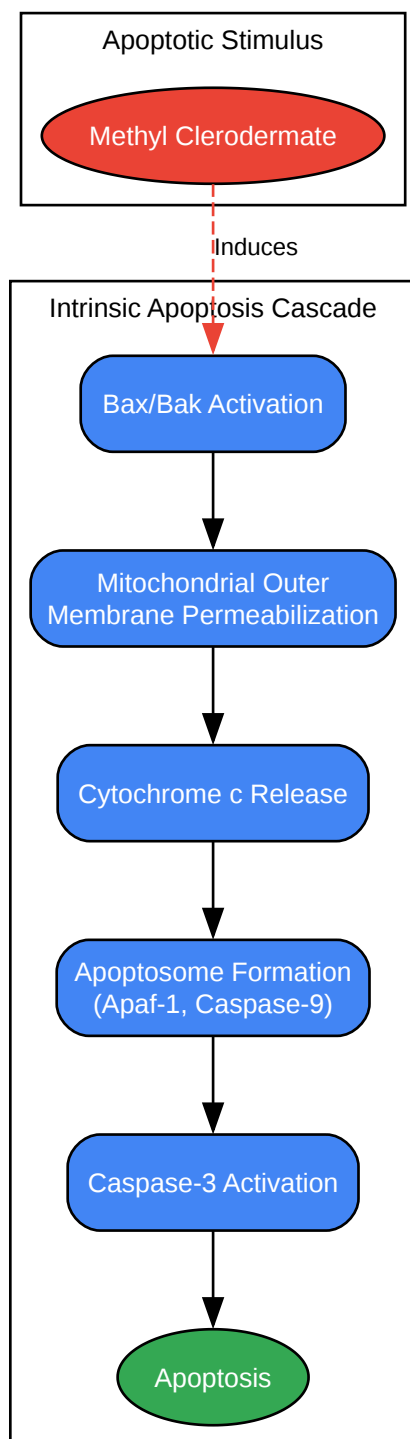 Apoptotic Stimulus
Methyl Clerodermate
Induces
Intrinsic Apoptosis Cascade
Bax/Bak Activation
Mitochondrial Outer
Membrane Permeabilization
Cytochrome c Release
Apoptosome Formation
(Apaf-1, Caspase-9)
Caspase-3 Activation
Apoptosis